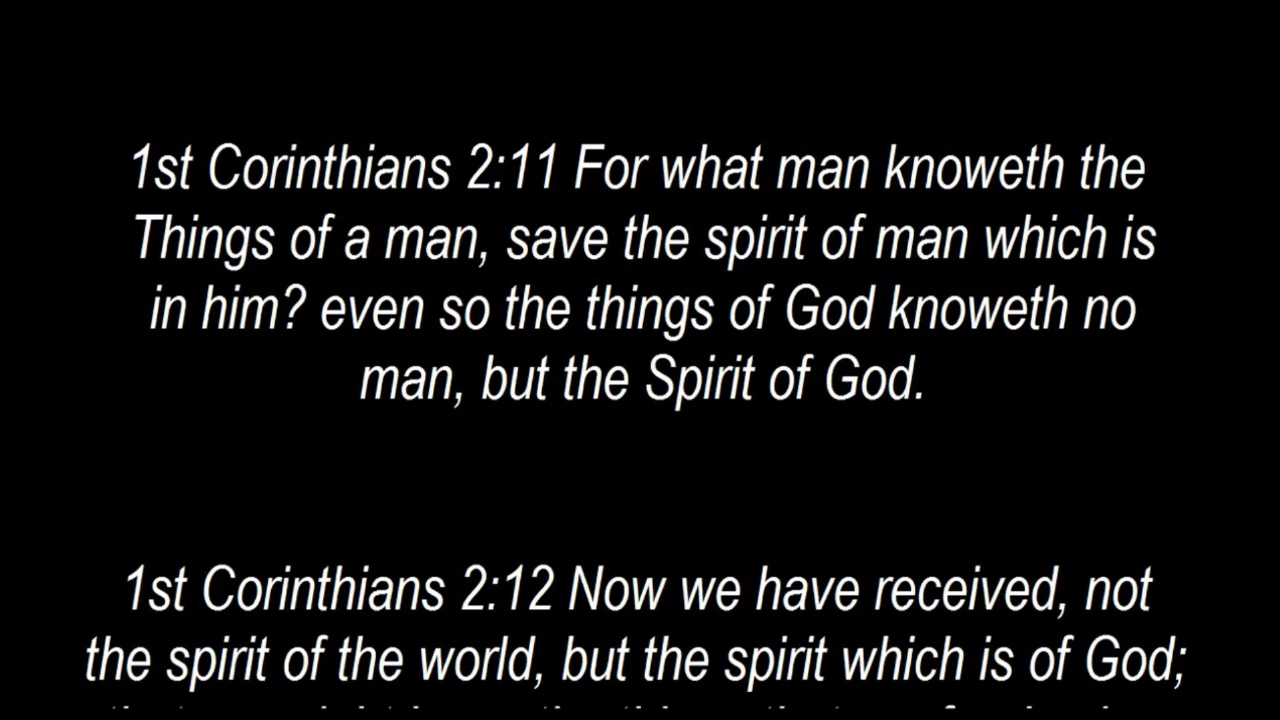 1st Corinthians 2:11 For what man knoweth the
Things of a man, save the spirit of man which is
in him? even so the things of God knoweth no
man, but the Spirit of God.
1st Corinthians 2:12 Now we have received, not
the spirit of the world, but the spirit which is of God;